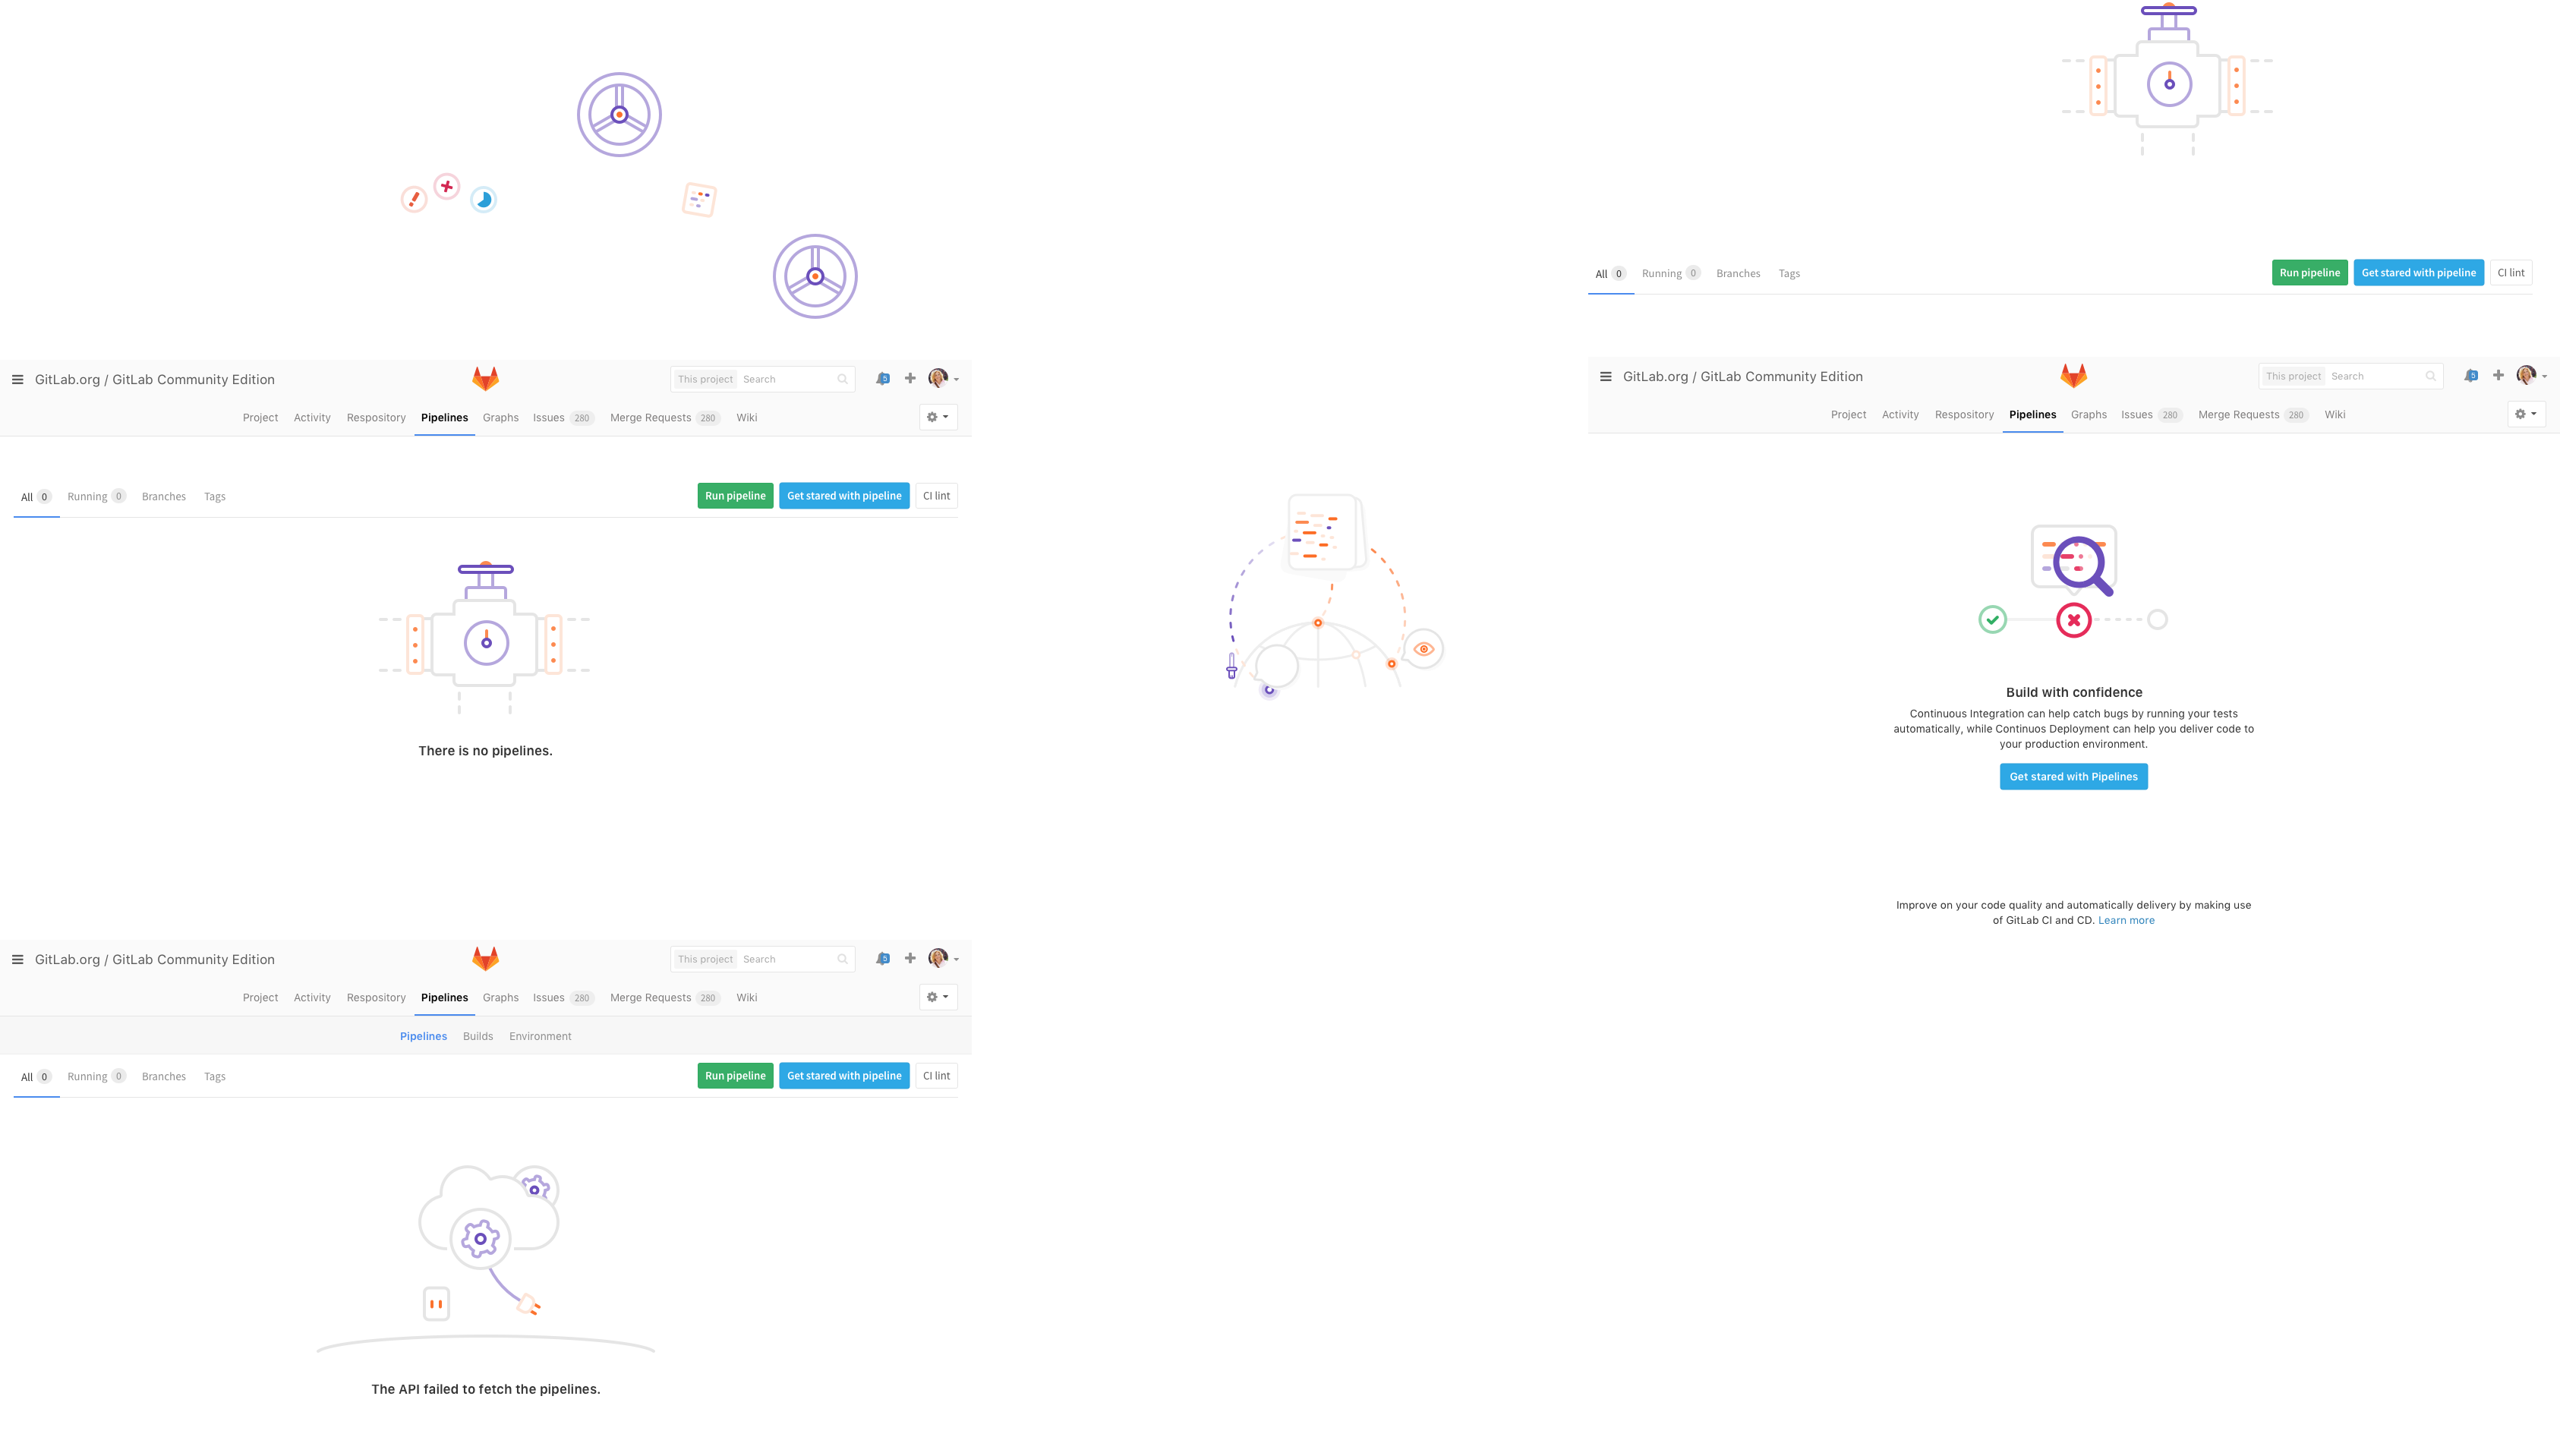 All 0 Running 0 Branches Tags Run pipeline Get stared with pipeline CI lint
GitLab.org / GitLab Community Edition This project Search 5
Project Activity Respository Pipelines Graphs Issues 280 Merge Requests 280 Wiki
All 0 Running 0 Branches Tags Run pipeline Get stared with pipeline CI lint
There is no pipelines.
GitLab.org / GitLab Community Edition This project Search 5
Project Activity Respository Pipelines Graphs Issues 280 Merge Requests 280 Wiki
Build with confidence
Continuous Integration can help catch bugs by running your tests
automatically, while Continuos Deployment can help you deliver code to
your production environment.
Get stared with Pipelines
Improve on your code quality and automatically delivery by making use
of GitLab CI and CD. Learn more
GitLab.org / GitLab Community Edition This project Search 5
Project Activity Respository Pipelines Graphs Issues 280 Merge Requests 280 Wiki
Pipelines Builds Environment
All 0 Running 0 Branches Tags Run pipeline Get stared with pipeline CI lint
The API failed to fetch the pipelines.